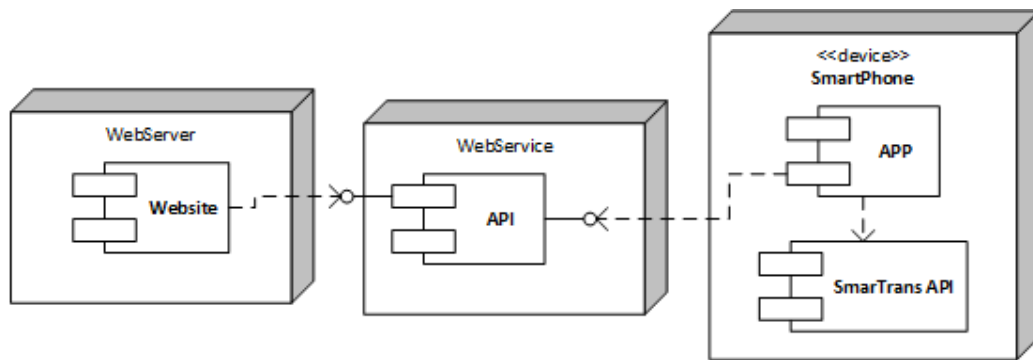 WebServer
Website
WebService
API
<<device>>
SmartPhone
APP
SmarTrans API